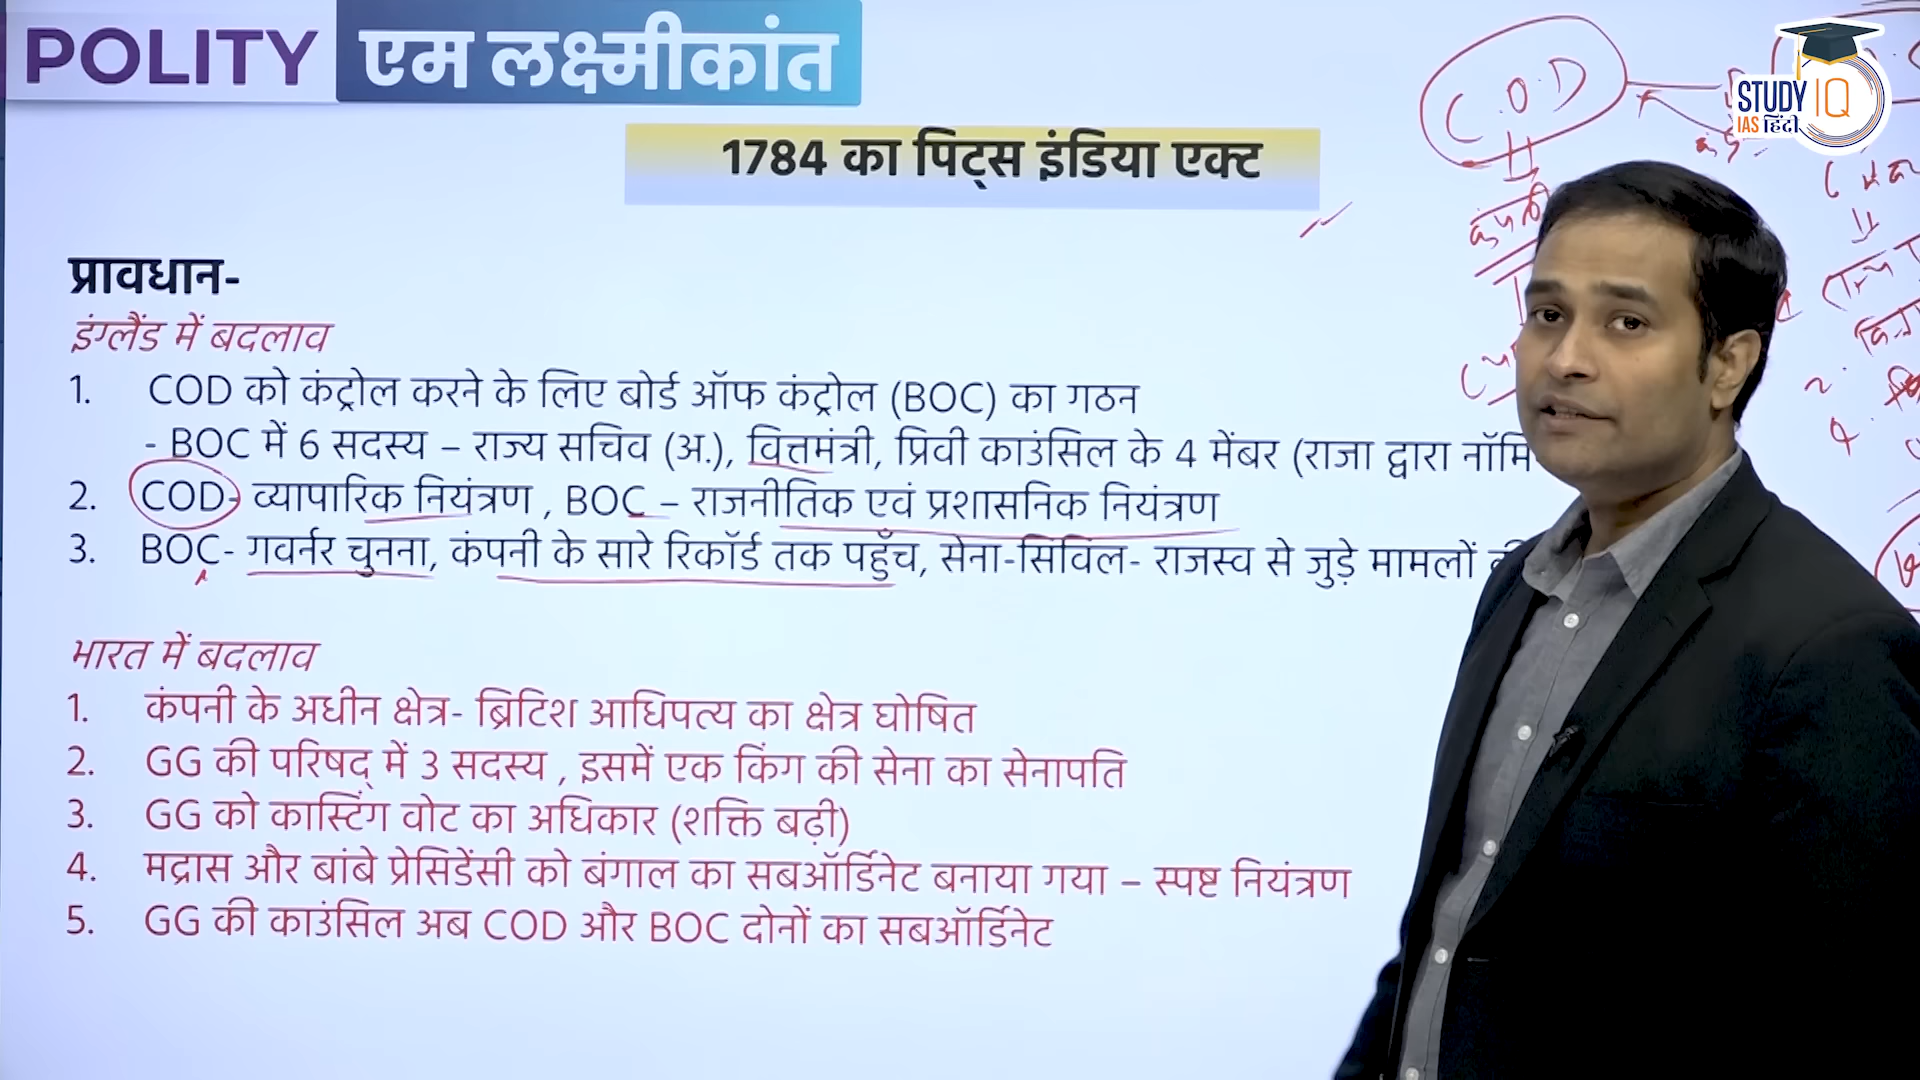 POLITY एम लक्ष्मीकांत
STUDY IQ
IAS हिंदी
C.O.D
1784 का पिट्स इंडिया एक्ट
प्रावधान-
इंग्लैंड में बदलाव
1. COD को कंट्रोल करने के लिए बोर्ड ऑफ कंट्रोल (BOC) का गठन
- BOC में 6 सदस्य – राज्य सचिव (अ.), वित्तमंत्री, प्रिवी काउंसिल के 4 मेंबर (राजा द्वारा
2. COD- व्यापारिक नियंत्रण , BOC – राजनीतिक एवं प्रशासनिक नियंत्रण
3. BOC- गवर्नर चुनना, कंपनी के सारे रिकॉर्ड तक पहुँच, सेना-सिविल- राजस्व से जुड़े मामलों
भारत में बदलाव
1. कंपनी के अधीन क्षेत्र- ब्रिटिश आधिपत्य का क्षेत्र घोषित
2. GG की परिषद् में 3 सदस्य , इसमें एक किंग की सेना का सेनापति
3. GG को कास्टिंग वोट का अधिकार (शक्ति बढ़ी)
4. मद्रास और बांबे प्रेसिडेंसी को बंगाल का सबऑर्डिनेट बनाया गया – स्पष्ट नियंत्रण
5. GG की काउंसिल अब COD और BOC दोनों का सबऑर्डिनेट